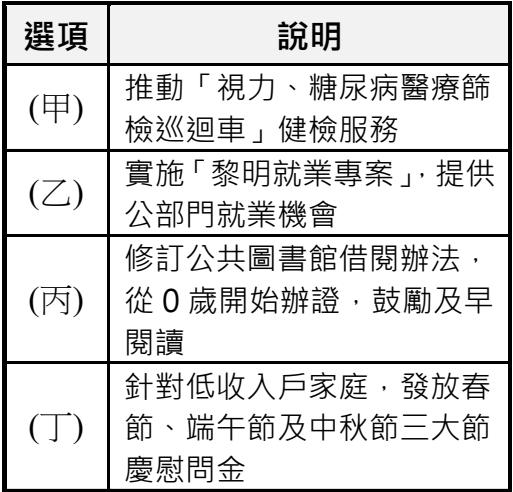 選項 說明
(甲) 推動「視力、糖尿病醫療篩
檢巡迴車」健檢服務
(乙) 實施「黎明就業專案」，提供
公部門就業機會
(丙) 修訂公共圖書館借閱辦法，
從 0 歲開始辦證，鼓勵及早
閱讀
(丁) 針對低收入戶家庭，發放春
節、端午節及中秋節三大節
慶慰問金